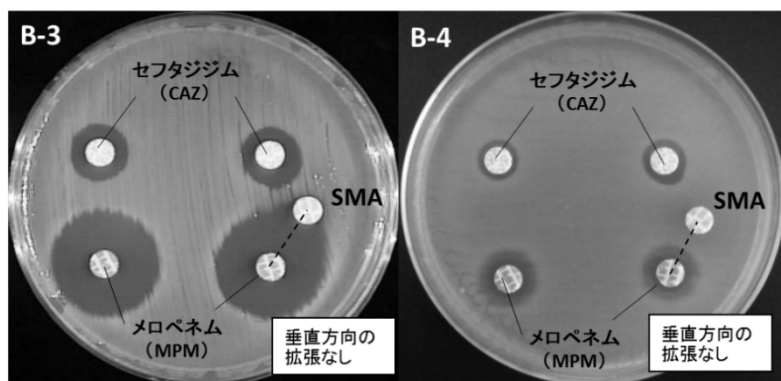 B-3
セフタジジム
(CAZ)
SMA
メロペネム
(MPM)
垂直方向の
拡張なし
B-4
セフタジジム
(CAZ)
SMA
メロペネム
(MPM)
垂直方向の
拡張なし